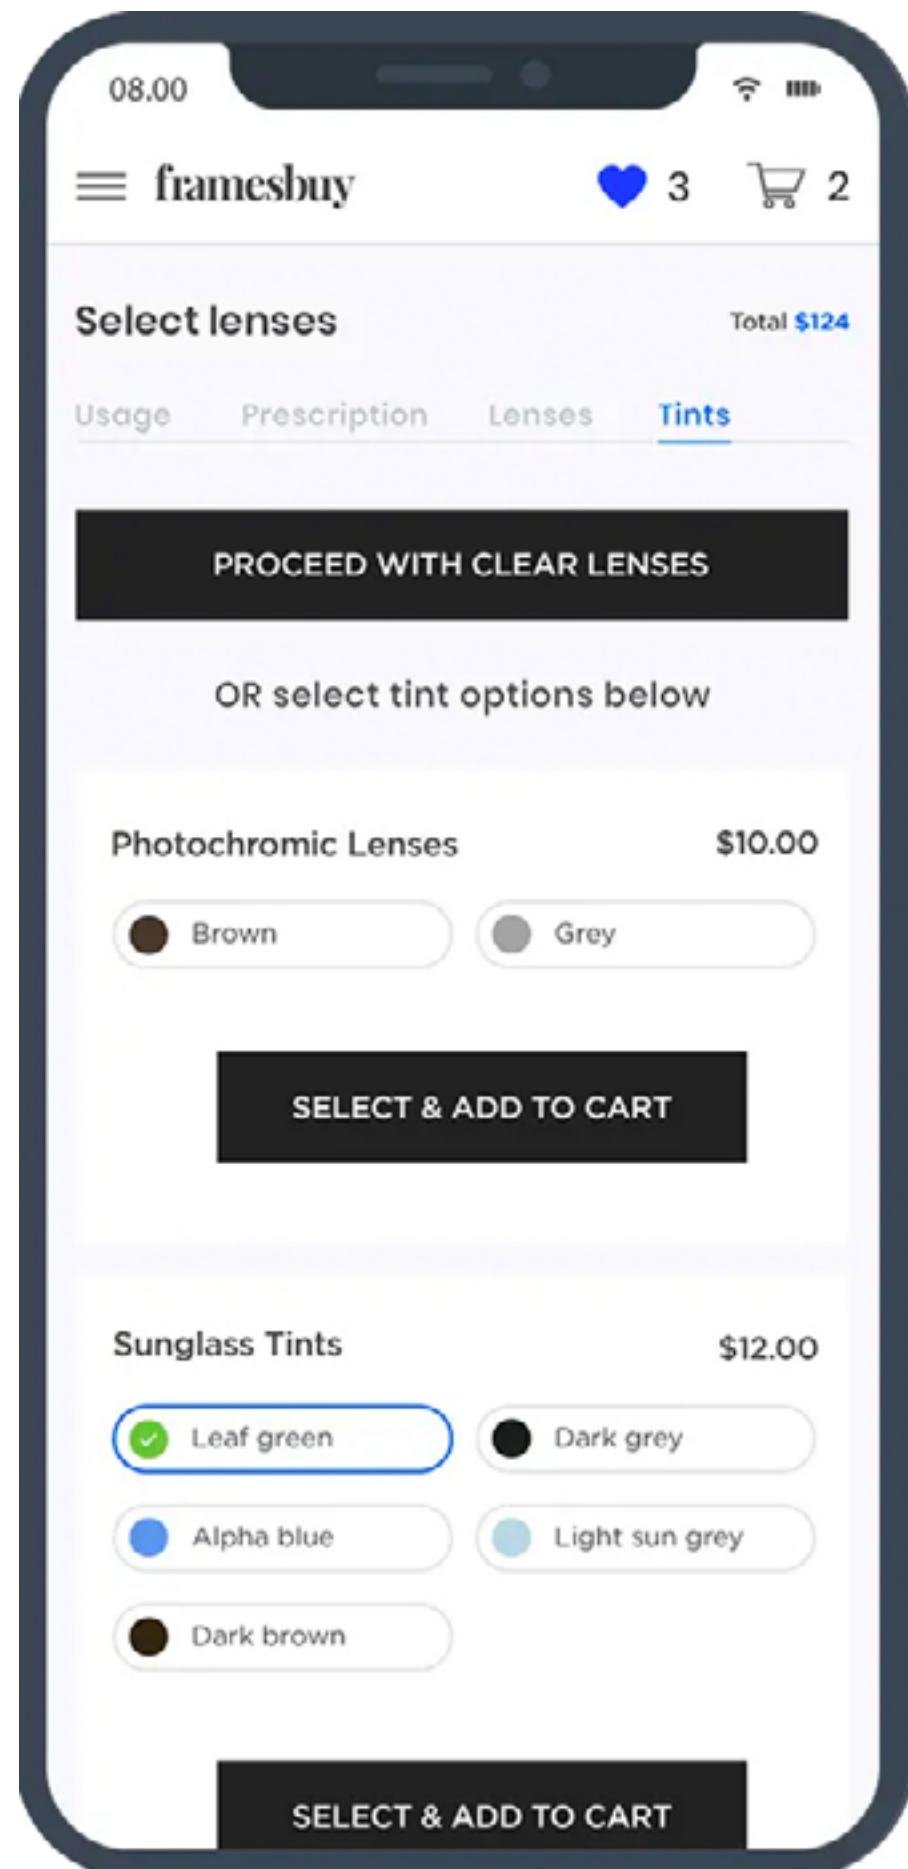 08.00
framesbuy 3 2
Select lenses Total $124
Usage Prescription Lenses Tints
PROCEED WITH CLEAR LENSES
OR select tint options below
Photochromic Lenses $10.00
Brown Grey
SELECT & ADD TO CART
Sunglass Tints $12.00
Leaf green Dark grey
Alpha blue Light sun grey
Dark brown
SELECT & ADD TO CART